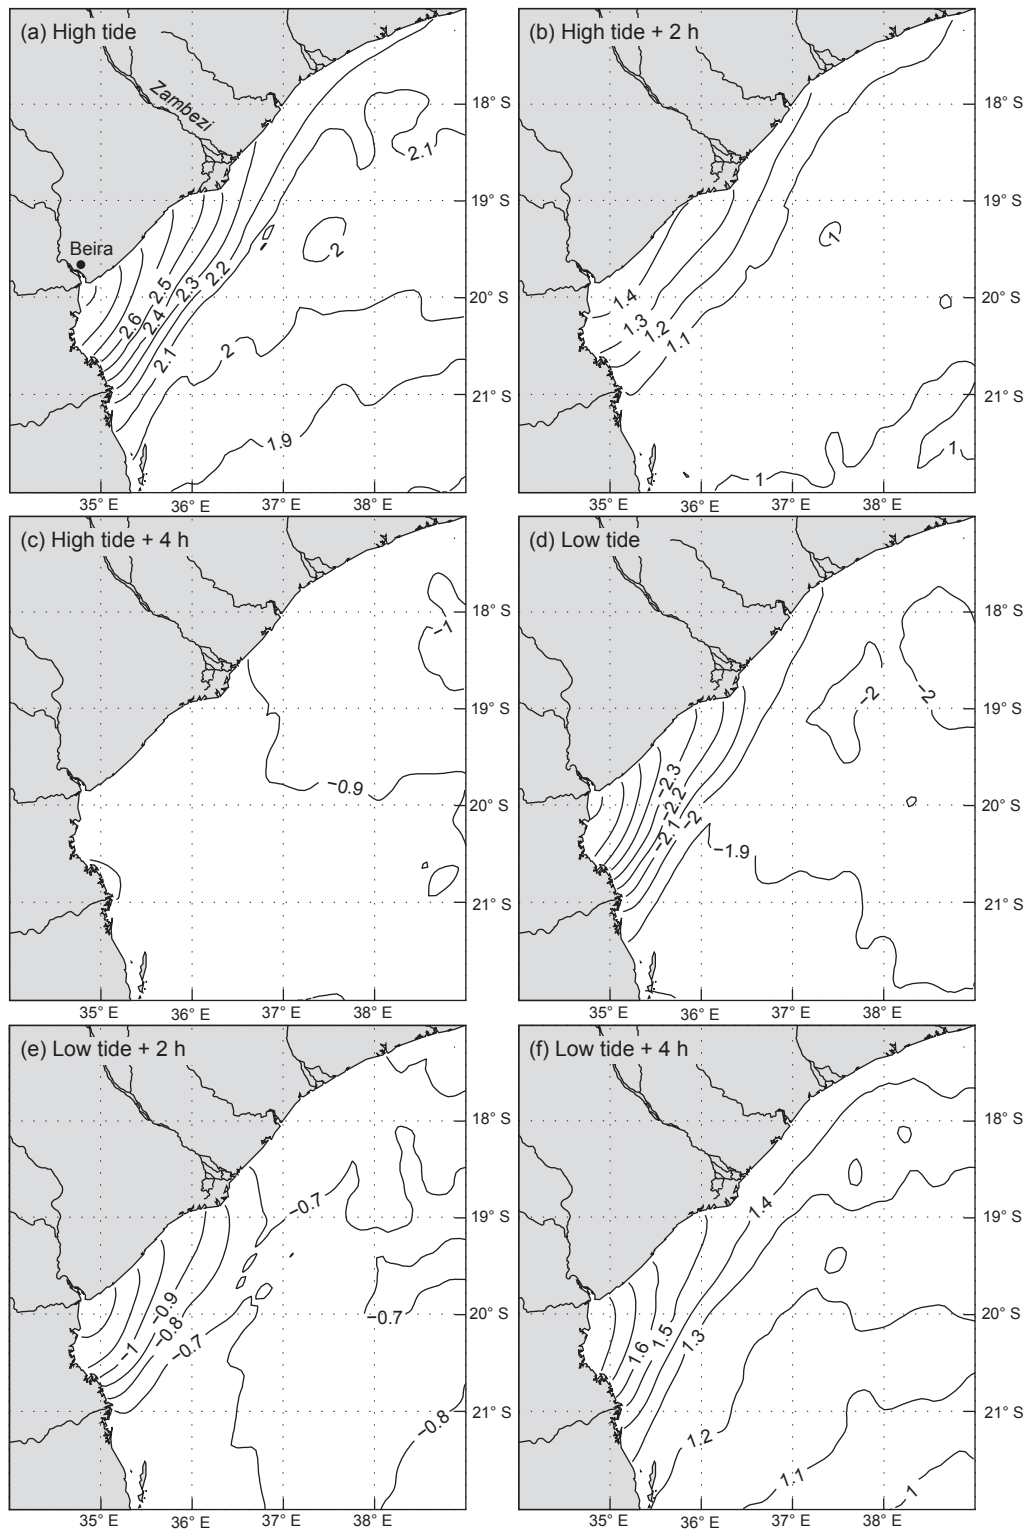 (a) High tide
Zambezi
Beira
2.1
2
2.5
2.3
2.2
2.6
2.4
2.1
2
1.9
18° S
19° S
20° S
21° S
35° E
36° E
37° E
38° E
(b) High tide + 2 h
1
1.4
1.3
1.2
1.1
1
1
18° S
19° S
20° S
21° S
35° E
36° E
37° E
38° E
(c) High tide + 4 h
−1
−0.9
18° S
19° S
20° S
21° S
35° E
36° E
37° E
38° E
(d) Low tide
−2
−2
−2.3
−2.2
−2.1
−2
−1.9
18° S
19° S
20° S
21° S
35° E
36° E
37° E
38° E
(e) Low tide + 2 h
−0.7
−0.9
−0.8
−1
−0.7
−0.7
−0.8
18° S
19° S
20° S
21° S
35° E
36° E
37° E
38° E
(f) Low tide + 4 h
1.4
1.5
1.6
1.3
1.2
1.1
1
18° S
19° S
20° S
21° S
35° E
36° E
37° E
38° E